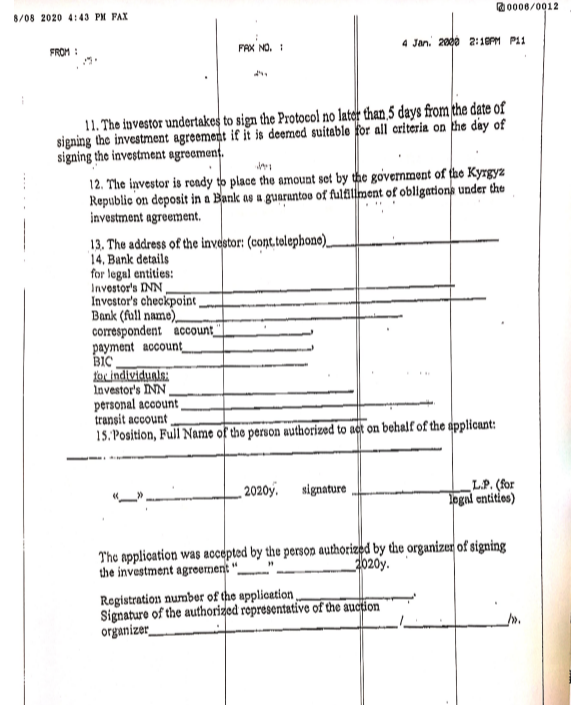 8/08 2020 4:43 PM FAX
0006/0012
FROM :
FAX NO. :
4 Jan. 2000 2:18PM P11
11. The investor undertakes to sign the Protocol no later than 5 days from the date of
signing the investment agreement if it is deemed suitable for all criteria on the day of
signing the investment agreement.
12. The investor is ready to place the amount set by the government of the Kyrgyz
Republic on deposit in a Bank as a guarantee of fulfillment of obligations under the
investment agreement.
13. The address of the investor: (cont.telephone)
14. Bank details
for legal entities:
Investor's INN
Investor's checkpoint
Bank (full name)
correspondent account
payment account
BIC
for individuals:
Investor's INN
personal account
transit account
15. Position, Full Name of the person authorized to act on behalf of the applicant:
«__» ____________ 2020y. signature ______________ L.P. (for
legal entities)
The application was accepted by the person authorized by the organizer of signing
the investment agreement "____" ____________2020y.
Registration number of the application ______________.
Signature of the authorized representative of the auction
organizer______________________________/______________/».